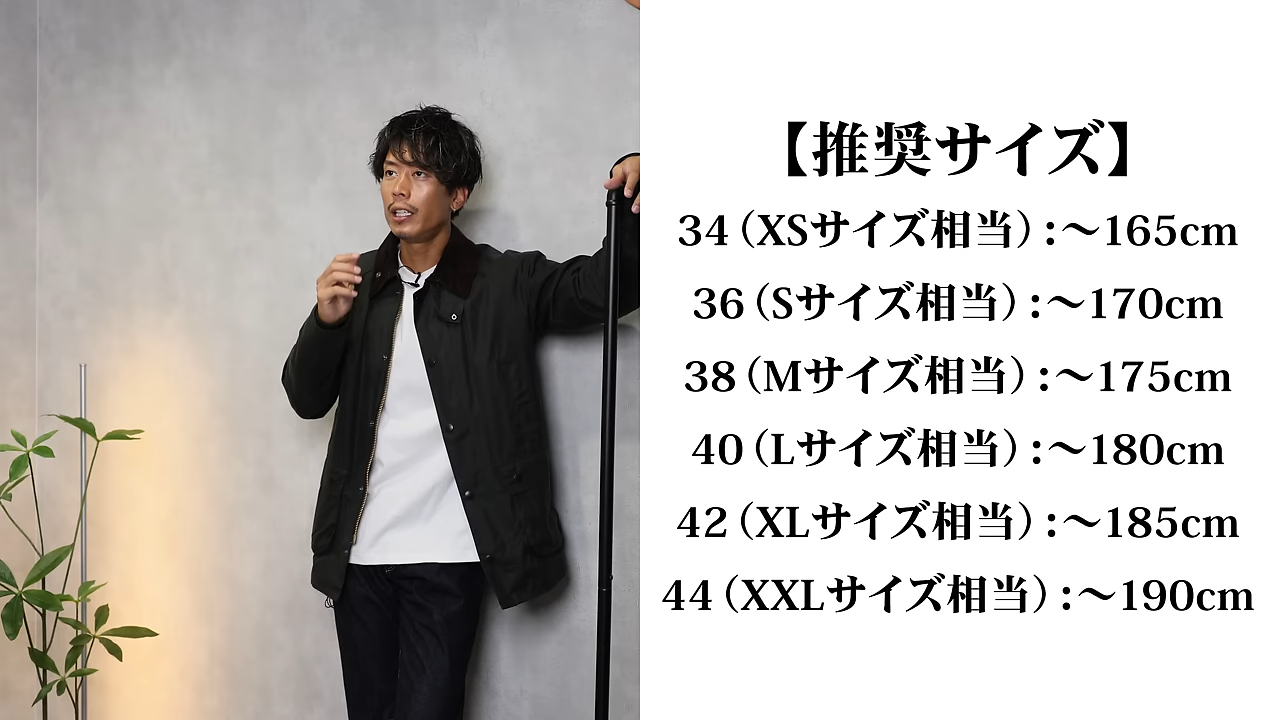 【推奨サイズ】
34（XSサイズ相当）:～165cm
36（Sサイズ相当）:～170cm
38（Mサイズ相当）:～175cm
40（Lサイズ相当）:～180cm
42（XLサイズ相当）:～185cm
44（XXLサイズ相当）:～190cm